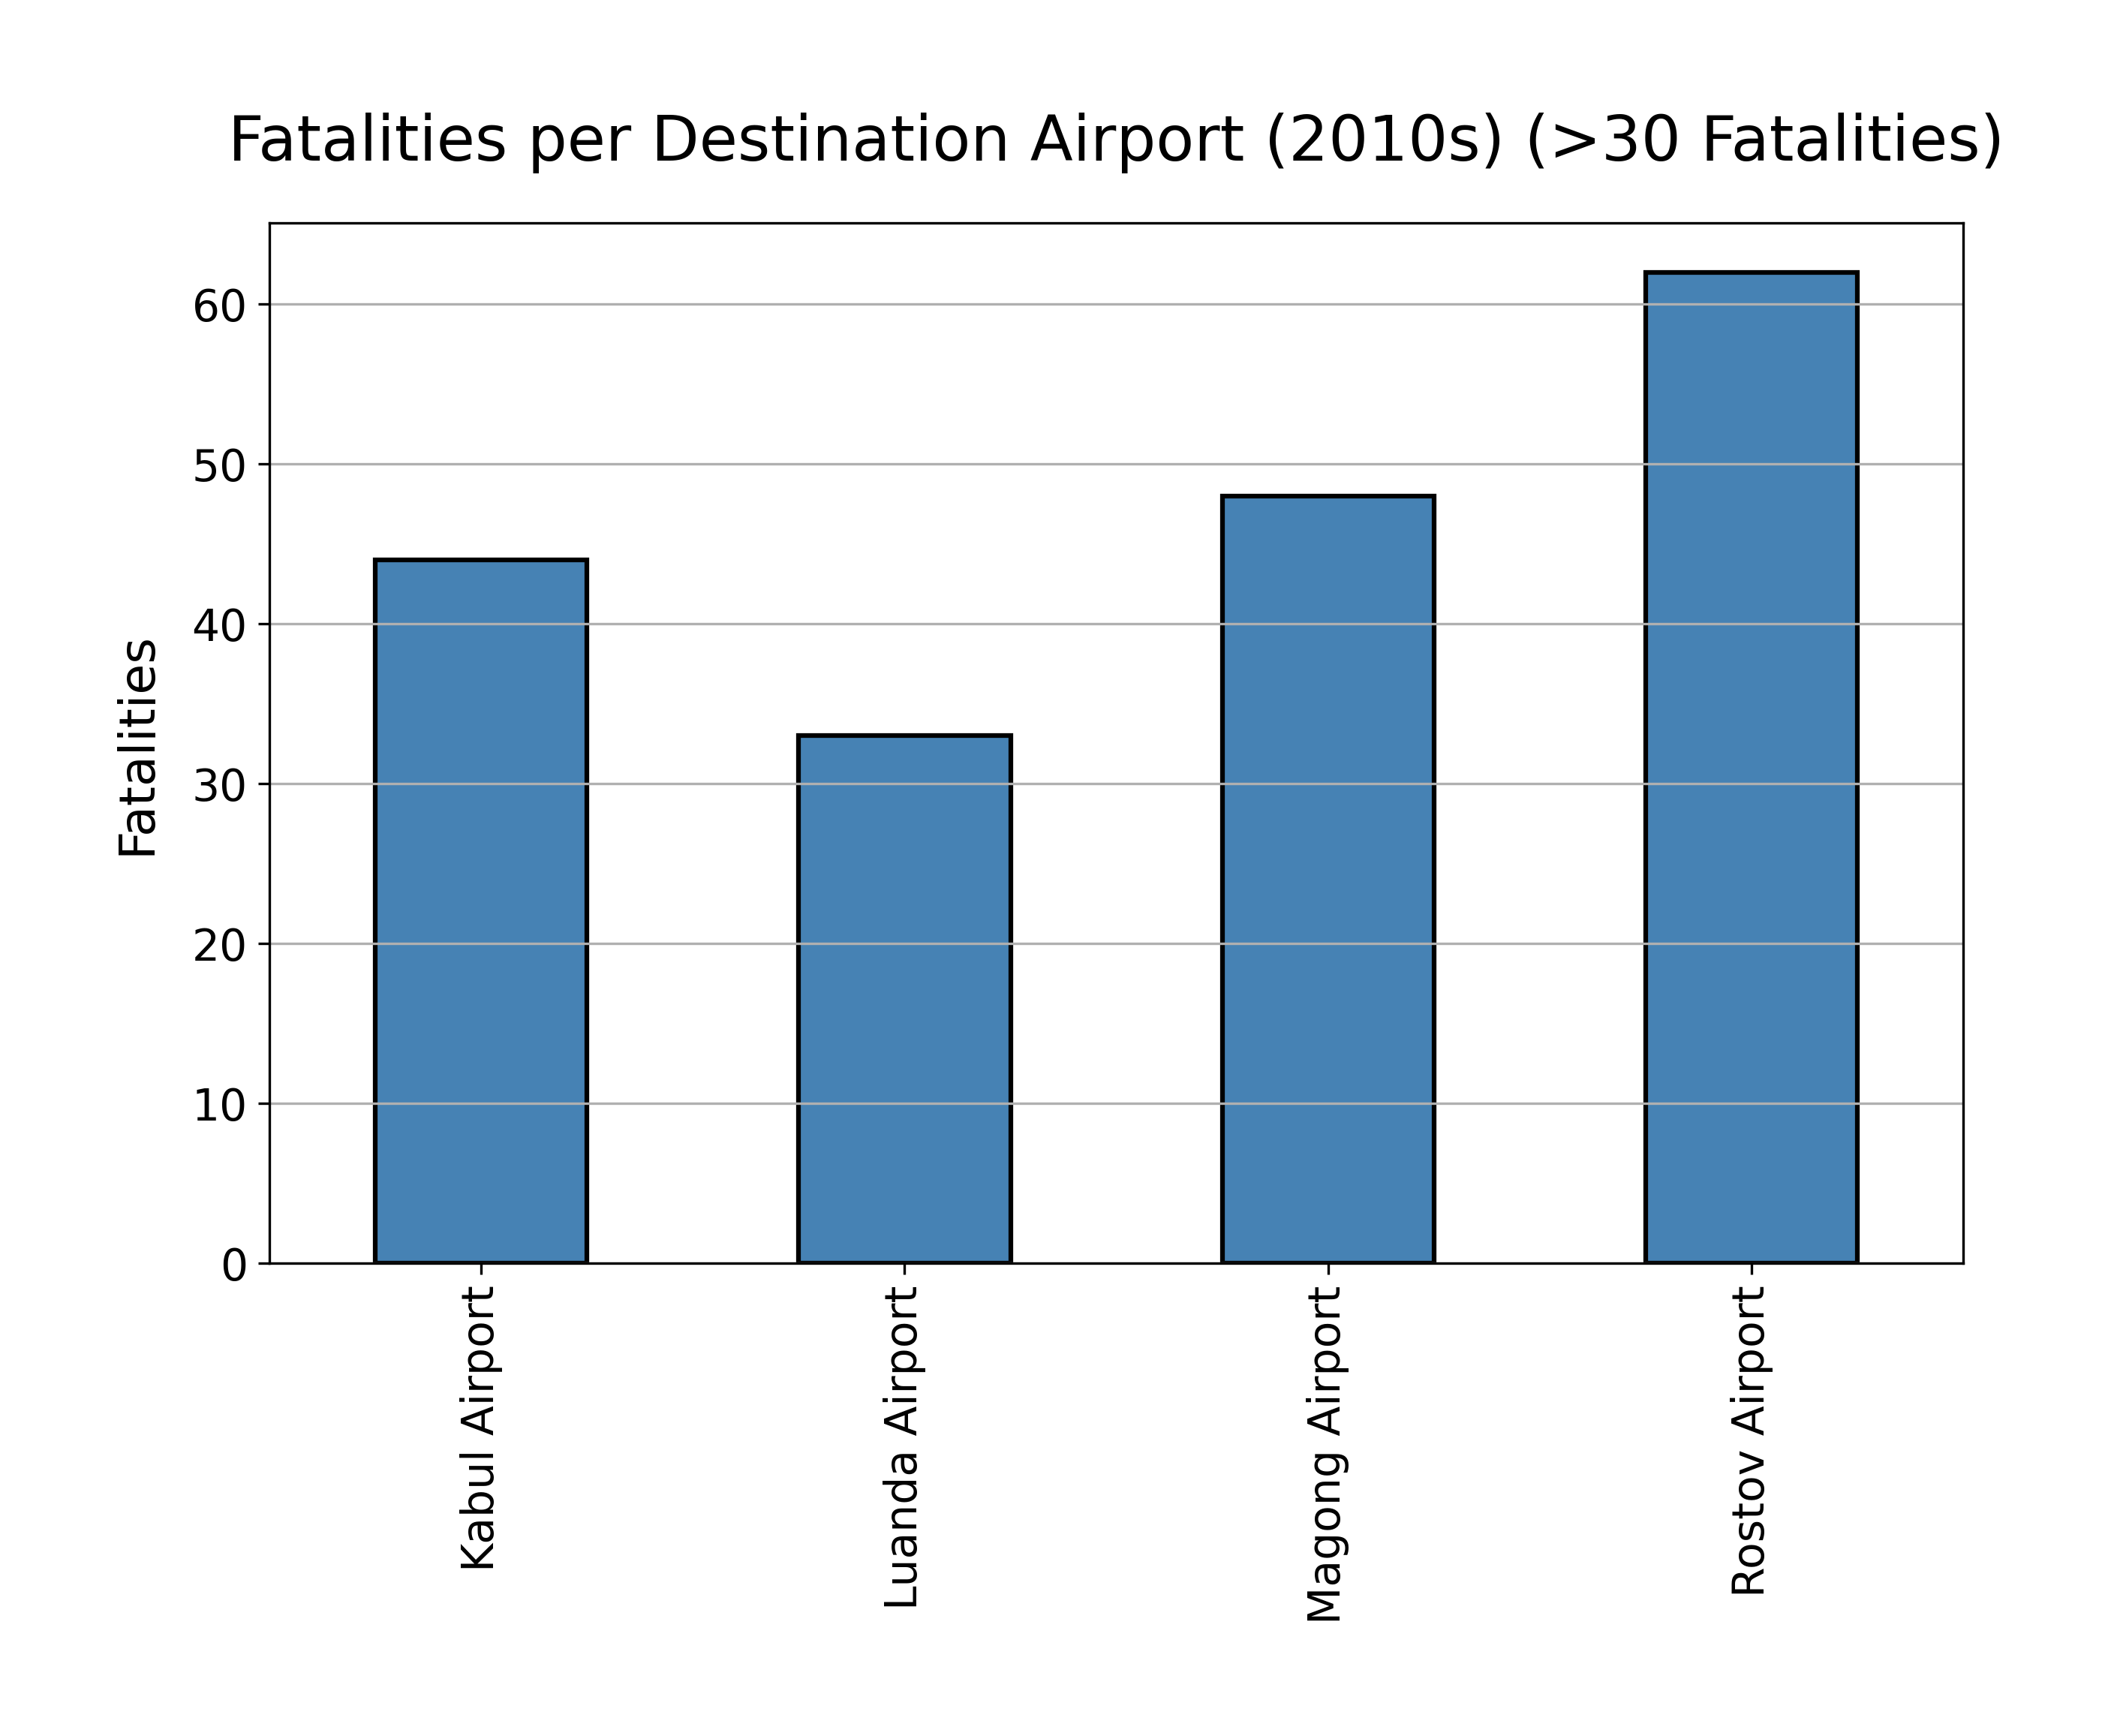 Fatalities per Destination Airport (2010s) (>30 Fatalities)
Fatalities
60
50
40
30
20
10
0
Kabul Airport
Luanda Airport
Magong Airport
Rostov Airport